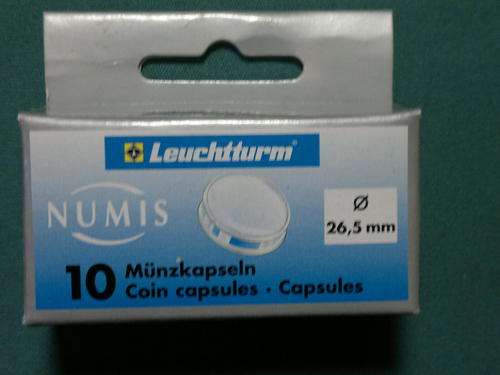 Leuchtturm
NUMIS
Ø
26,5 mm
10 Münzkapseln
Coin capsules · Capsules